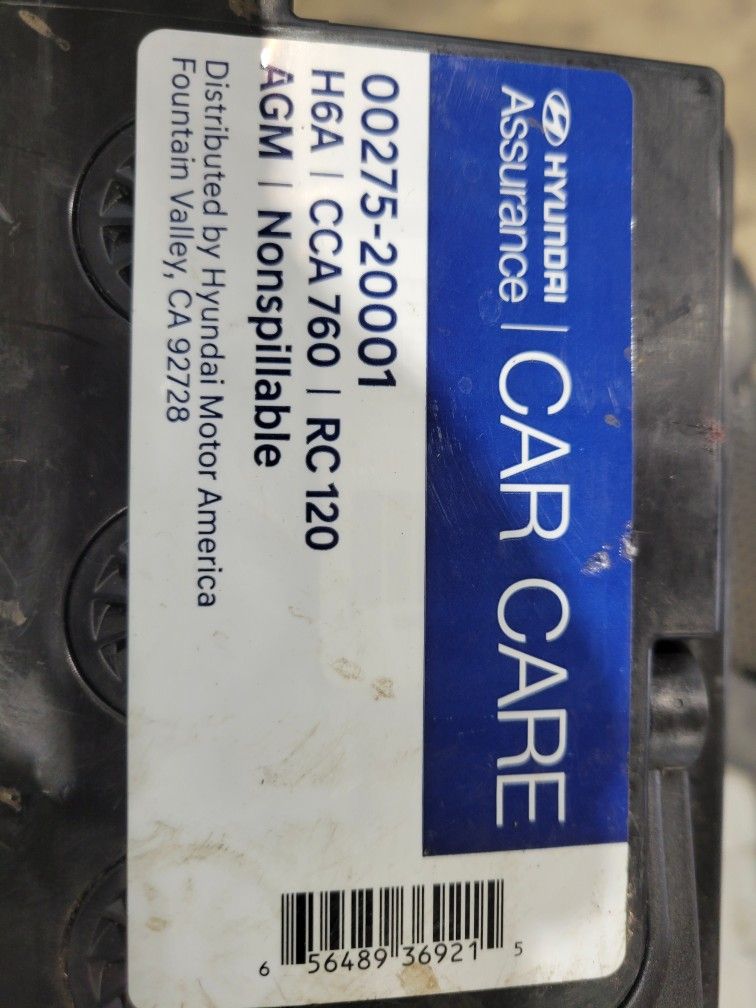 HYUNDAI
Assurance | CAR CARE
00275-20001
H6A | CCA 760 | RC 120
AGM | Nonspillable
Distributed by Hyundai Motor America
Fountain Valley, CA 92728
6 56489 36921 5